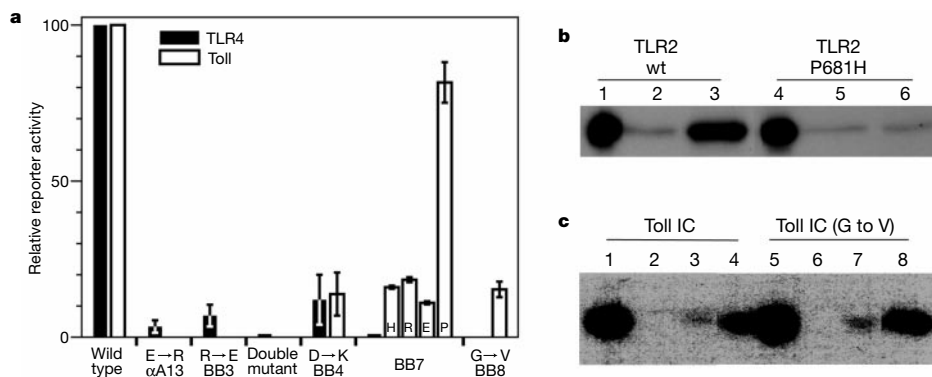 a
Relative reporter activity
100
50
0
TLR4
Toll
H R E P
Wild type
E→R αA13
R→E BB3
Double mutant
D→K BB4
BB7
G→V BB8
b
TLR2 wt
TLR2 P681H
1 2 3 4 5 6
c
Toll IC
Toll IC (G to V)
1 2 3 4 5 6 7 8